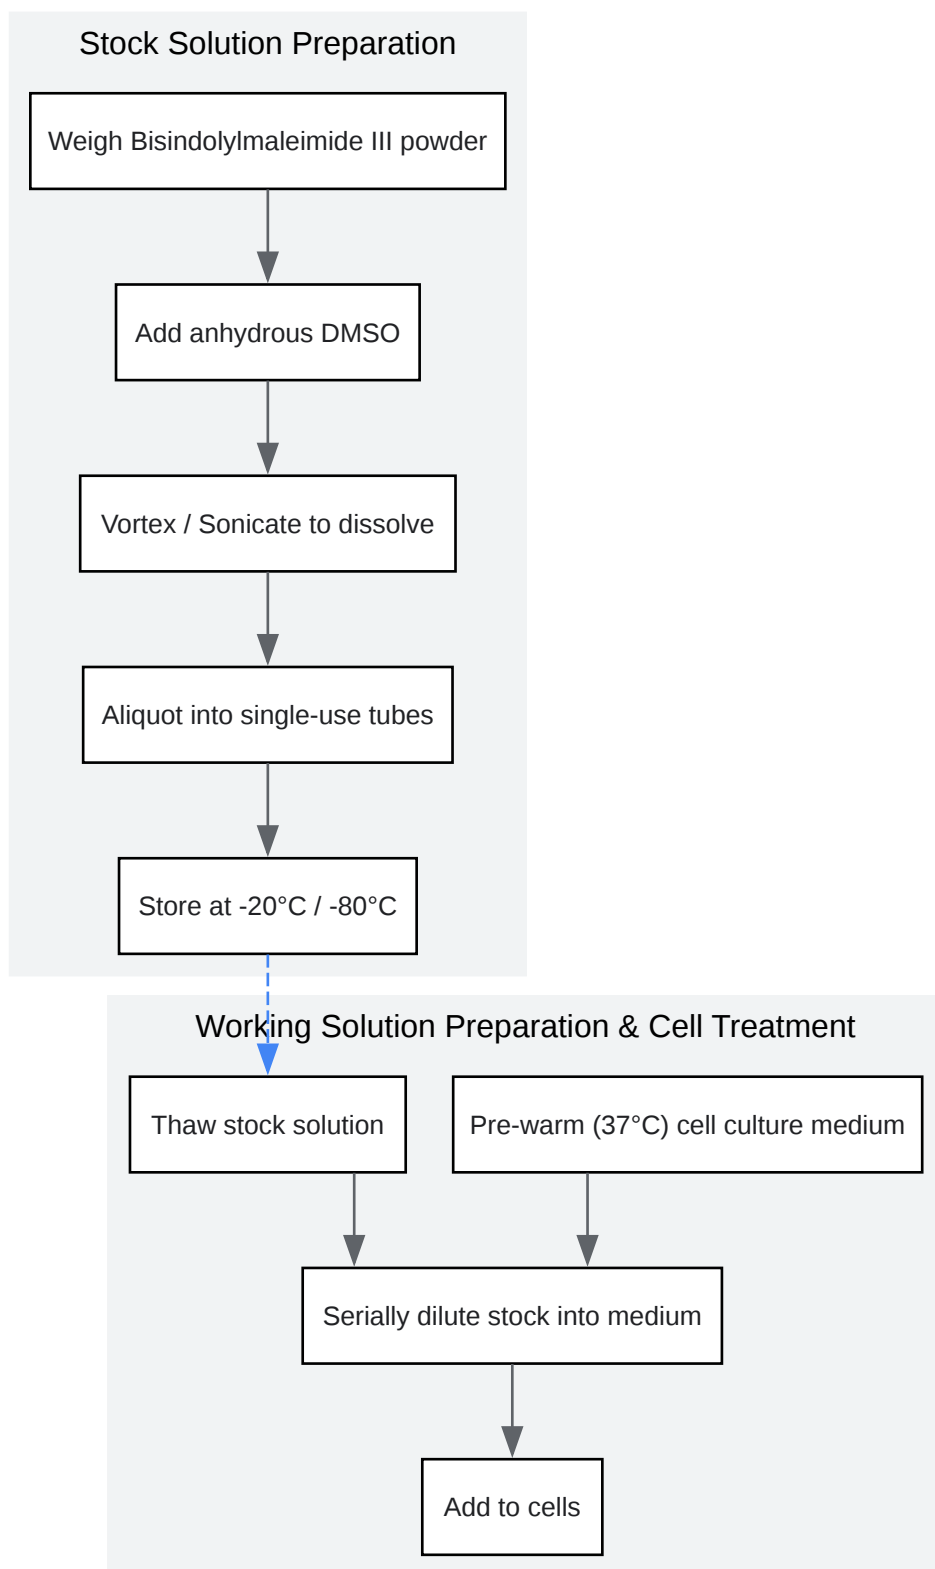 Stock Solution Preparation
Weigh Bisindolylmaleimide III powder
Add anhydrous DMSO
Vortex / Sonicate to dissolve
Aliquot into single-use tubes
Store at -20°C / -80°C
Working Solution Preparation & Cell Treatment
Thaw stock solution
Pre-warm (37°C) cell culture medium
Serially dilute stock into medium
Add to cells